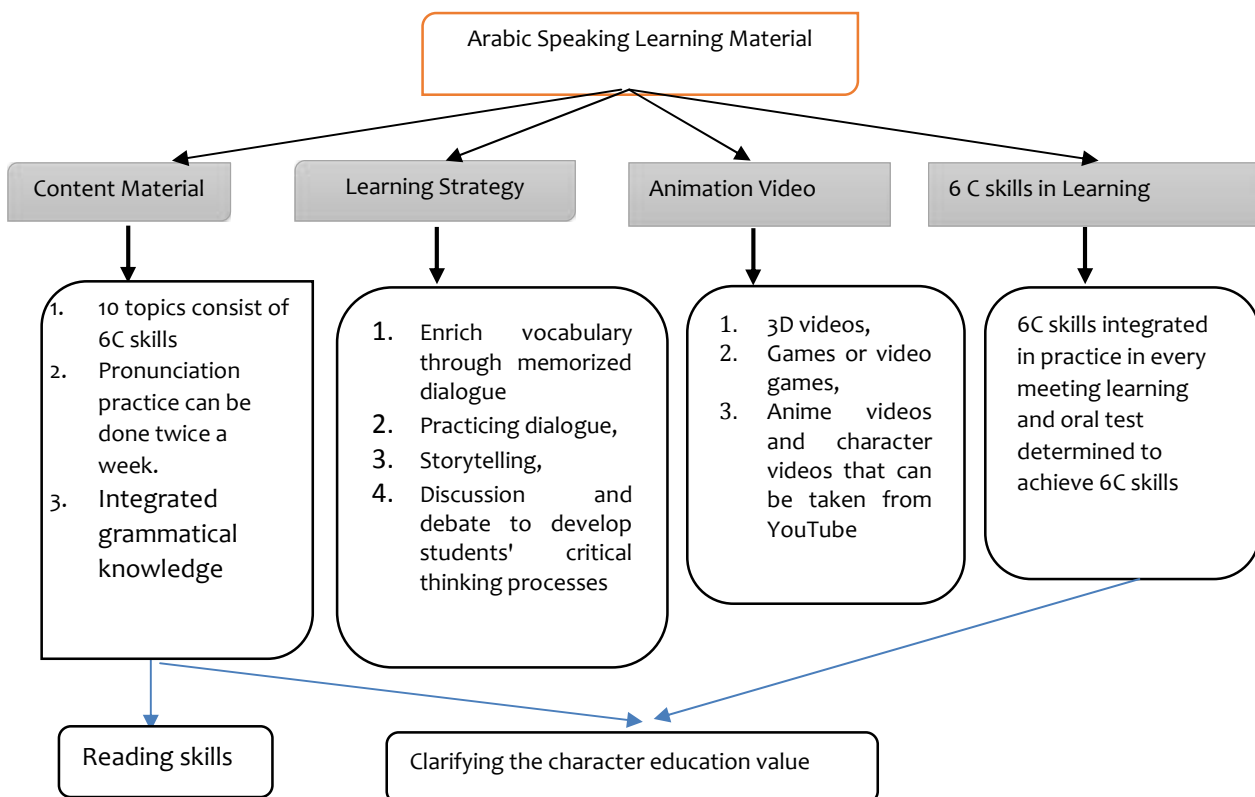 Arabic Speaking Learning Material
Content Material
Learning Strategy
Animation Video
6 C skills in Learning
1. 10 topics consist of
6C skills
2. Pronunciation
practice can be
done twice a
week.
3. Integrated
grammatical
knowledge
1. Enrich vocabulary
through memorized
dialogue
2. Practicing dialogue,
3. Storytelling,
4. Discussion and
debate to develop
students' critical
thinking processes
1. 3D videos,
2. Games or video
games,
3. Anime videos
and character
videos that can
be taken from
YouTube
6C skills integrated
in practice in every
meeting learning
and oral test
determined to
achieve 6C skills
Reading skills
Clarifying the character education value